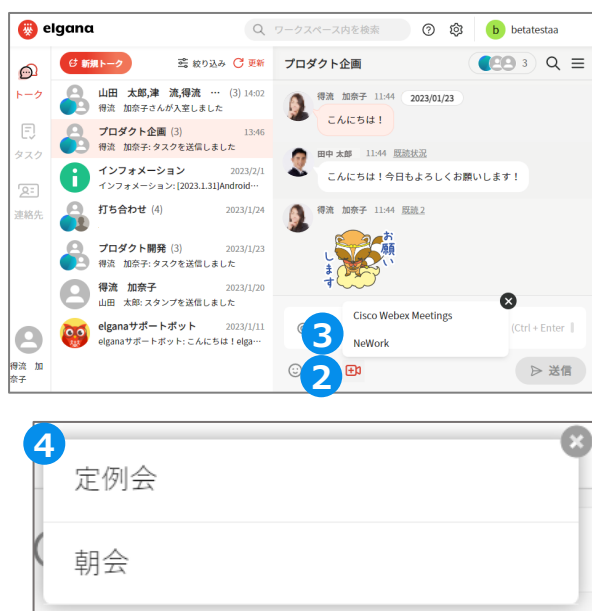 elgana
ワークスペース内を検索
b betatestaa
新規トーク
絞り込み
更新
プロダクト企画
3
トーク
タスク
連絡先
得流 加奈子
山田 太郎,津 流,得流 … (3) 14:02
得流 加奈子さんが入室しました
プロダクト企画 (3) 13:46
得流 加奈子: タスクを送信しました
インフォメーション 2023/2/1
インフォメーション: [2023.1.31]Android…
打ち合わせ (4) 2023/1/24
プロダクト開発 (3) 2023/1/23
得流 加奈子: タスクを送信しました
得流 加奈子 2023/1/20
山田 太郎: スタンプを送信しました
elganaサポートボット 2023/1/11
elganaサポートボット: こんにちは！elga…
得流 加奈子 11:44
2023/01/23
こんにちは！
田中 太郎 11:44 既読状況
こんにちは！今日もよろしくお願いします！
得流 加奈子 11:44 既読 2
お願いします
Cisco Webex Meetings
NeWork
(Ctrl + Enter
3
2
送信
4
定例会
朝会